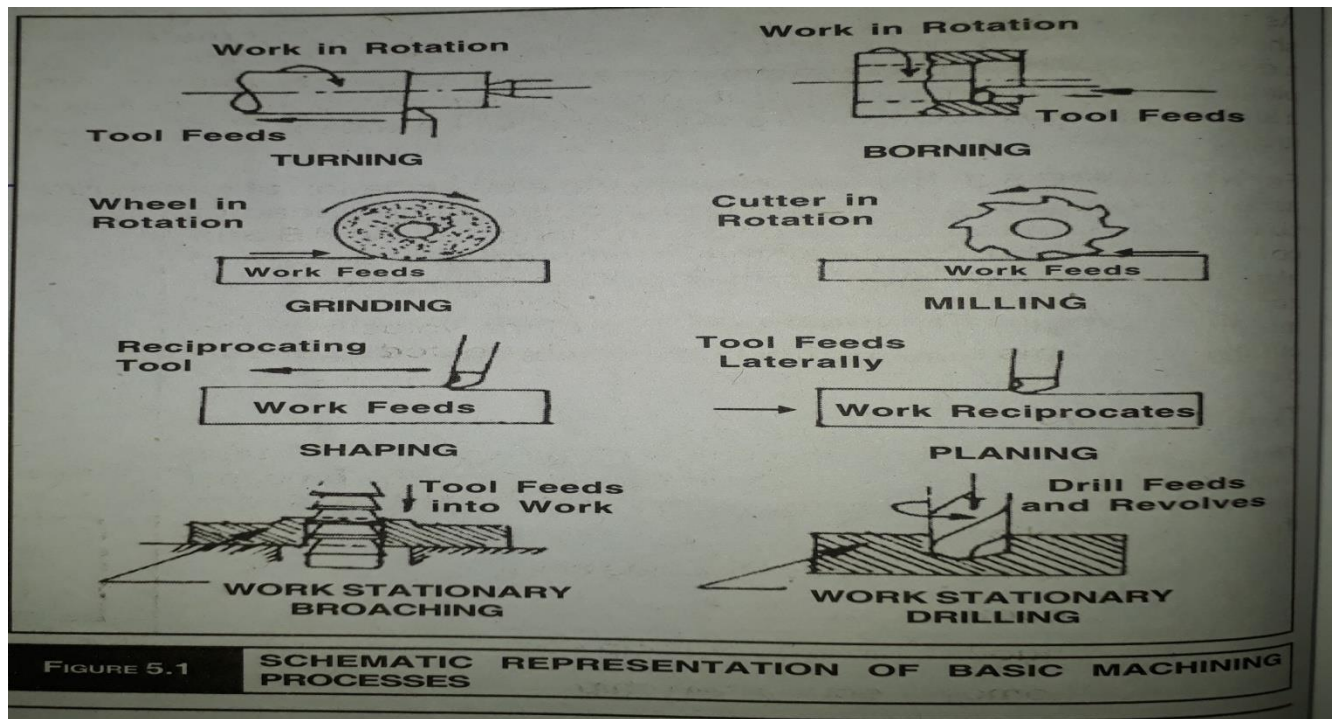 Work in Rotation
Tool Feeds
TURNING
Work in Rotation
Tool Feeds
BORNING
Wheel in
Rotation
Work Feeds
GRINDING
Cutter in
Rotation
Work Feeds
MILLING
Reciprocating
Tool
Work Feeds
SHAPING
Tool Feeds
Laterally
Work Reciprocates
PLANING
Tool Feeds
into Work
WORK STATIONARY
BROACHING
Drill Feeds
and Revolves
WORK STATIONARY
DRILLING
FIGURE 5.1
SCHEMATIC REPRESENTATION OF BASIC MACHINING
PROCESSES